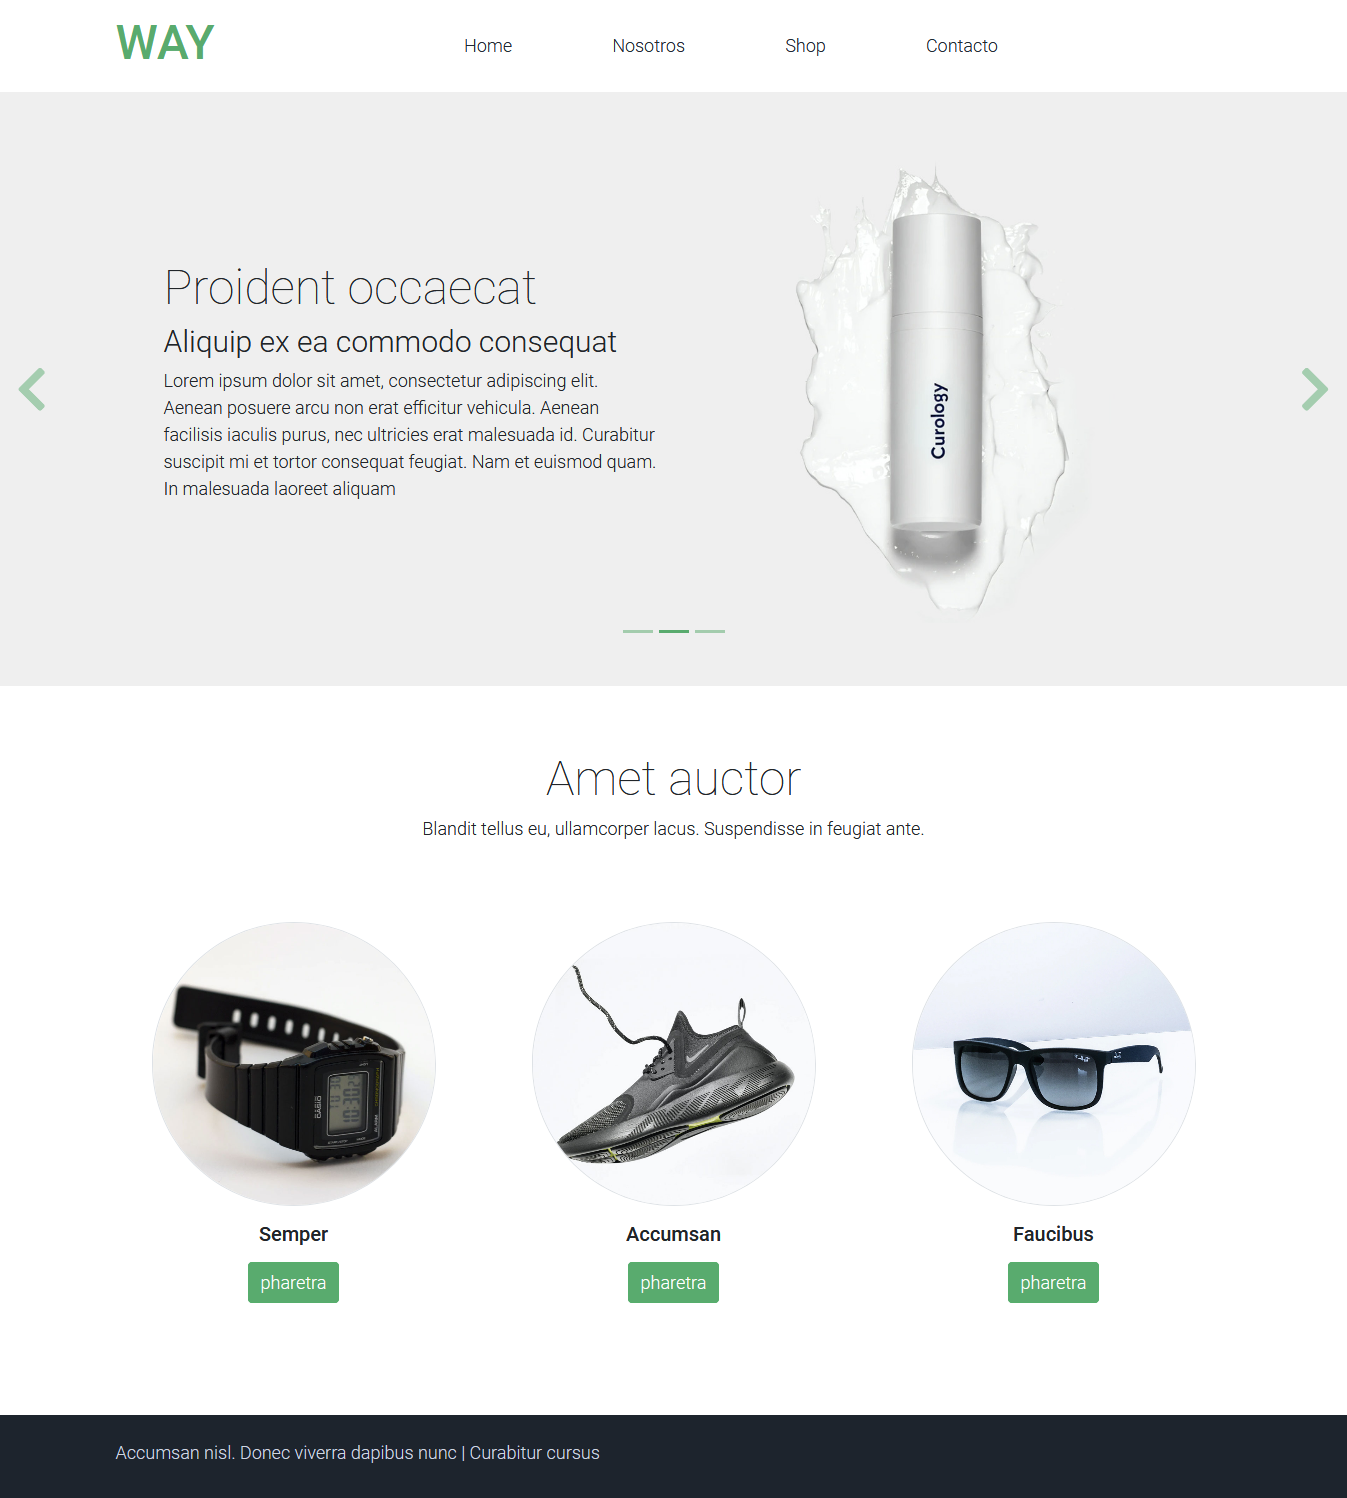 WAY
Home Nosotros Shop Contacto
Proident occaecat
Aliquip ex ea commodo consequat
Lorem ipsum dolor sit amet, consectetur adipiscing elit.
Aenean posuere arcu non erat efficitur vehicula. Aenean
facilisis iaculis purus, nec ultricies erat malesuada id. Curabitur
suscipit mi et tortor consequat feugiat. Nam et euismod quam.
In malesuada laoreet aliquam
Curology
Amet auctor
Blandit tellus eu, ullamcorper lacus. Suspendisse in feugiat ante.
CASIO
Semper Accumsan Faucibus
pharetra pharetra pharetra
Accumsan nisl. Donec viverra dapibus nunc | Curabitur cursus